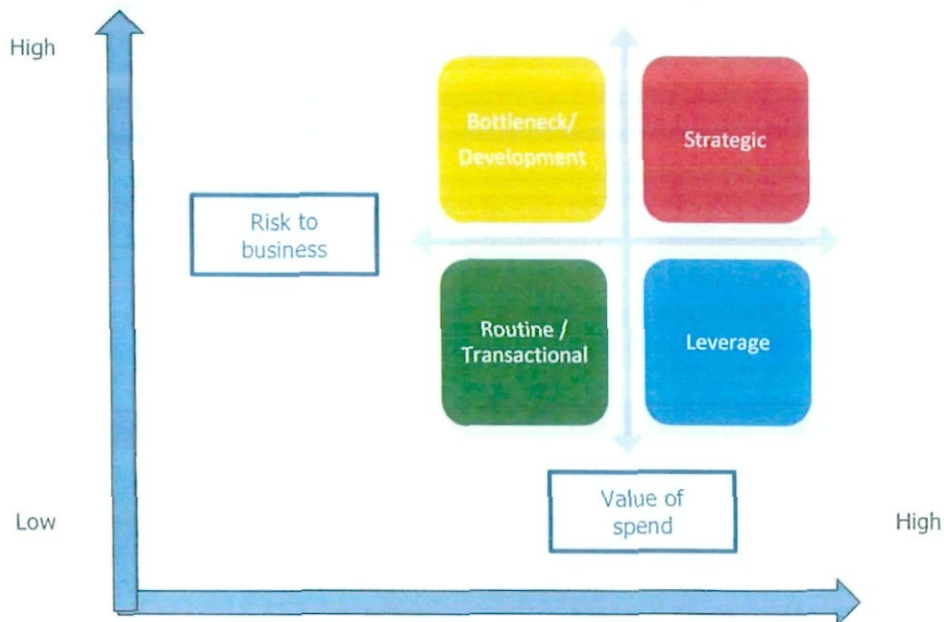 High
Bottleneck/
Development
Strategic
Risk to
business
Routine /
Transactional
Leverage
Value of
spend
Low
High